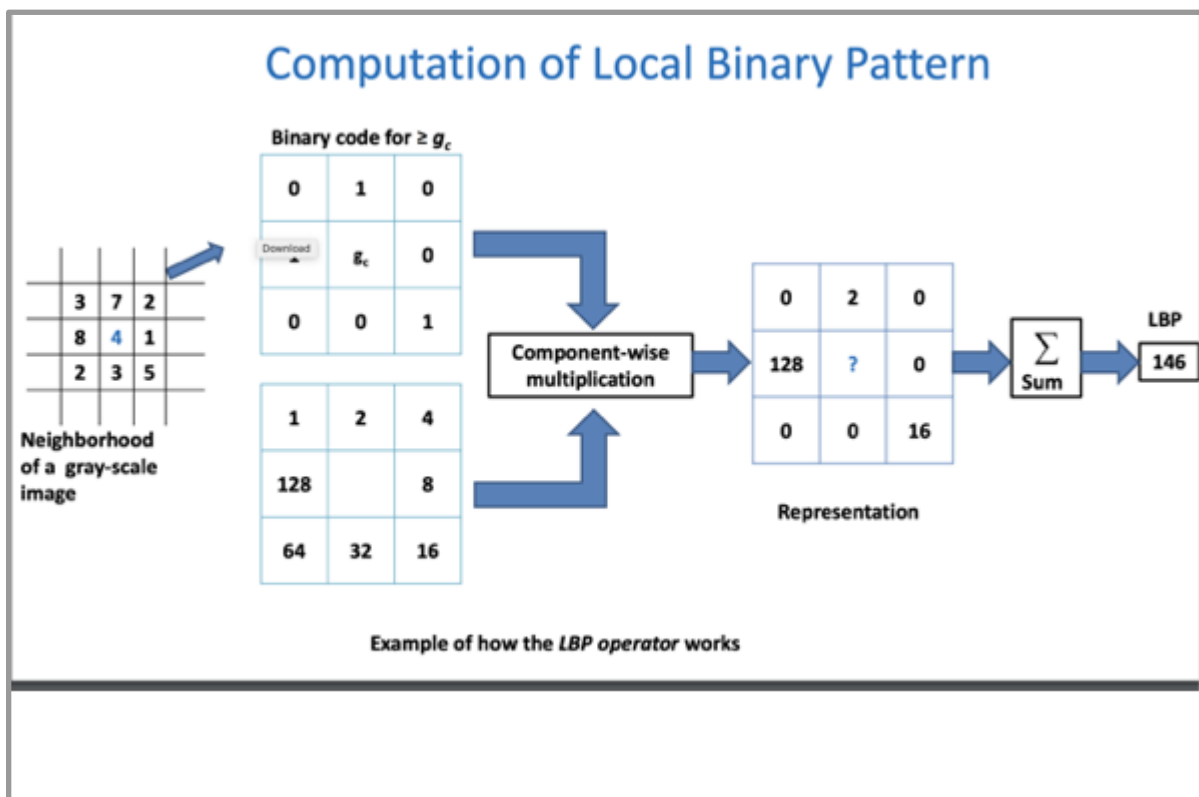 Computation of Local Binary Pattern
Binary code for ≥ gc
0 1 0
Download
gc 0
0 0 1
3 7 2
8 4 1
2 3 5
Neighborhood
of a gray-scale
image
1 2 4
128 8
64 32 16
Component-wise
multiplication
0 2 0
128 ? 0
0 0 16
Representation
∑
Sum
LBP
146
Example of how the LBP operator works